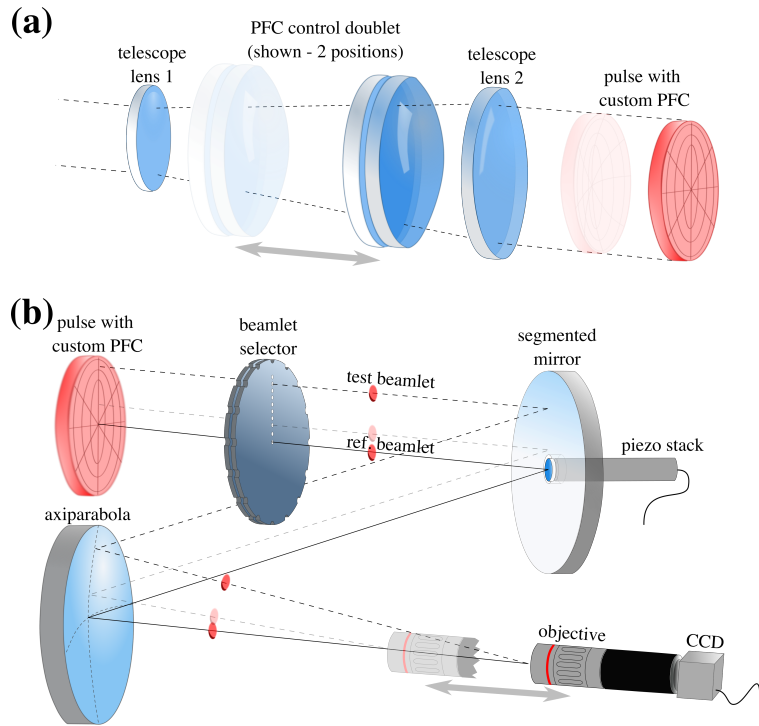 (a)
telescope
lens 1
PFC control doublet
(shown - 2 positions)
telescope
lens 2
pulse with
custom PFC
(b)
pulse with
custom PFC
beamlet
selector
segmented
mirror
test beamlet
ref. beamlet
piezo stack
axiparabola
objective
CCD